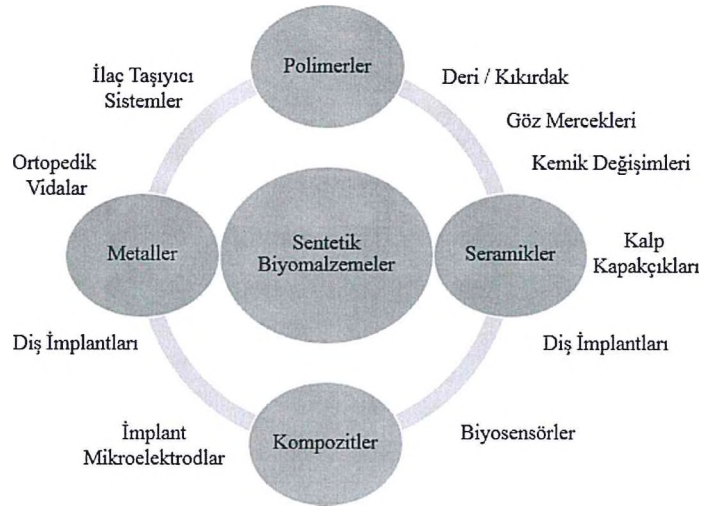 Polimerler
İlaç Taşıyıcı
Sistemler
Deri / Kıkırdak
Göz Mercekleri
Kemik Değişimleri
Ortopedik
Vidalar
Metaller
Sentetik
Biyomalzemeler
Seramikler
Kalp
Kapakçıkları
Diş İmplantları
Diş İmplantları
İmplant
Mikroelektrodlar
Kompozitler
Biyosensörler